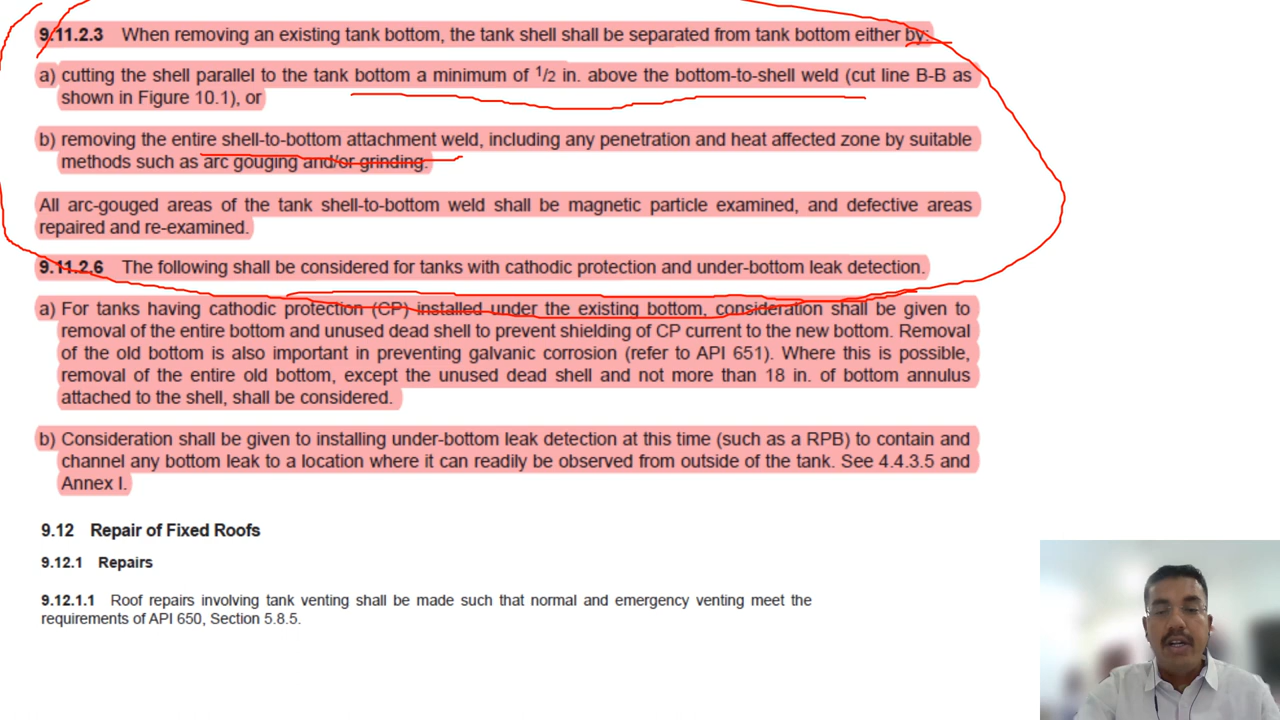 9.11.2.3 When removing an existing tank bottom, the tank shell shall be separated from tank bottom either by:
a) cutting the shell parallel to the tank bottom a minimum of 1/2 in. above the bottom-to-shell weld (cut line B-B as
shown in Figure 10.1), or
b) removing the entire shell-to-bottom attachment weld, including any penetration and heat affected zone by suitable
methods such as arc gouging and/or grinding.
All arc-gouged areas of the tank shell-to-bottom weld shall be magnetic particle examined, and defective areas
repaired and re-examined.
9.11.2.6 The following shall be considered for tanks with cathodic protection and under-bottom leak detection.
a) For tanks having cathodic protection (CP) installed under the existing bottom, consideration shall be given to
removal of the entire bottom and unused dead shell to prevent shielding of CP current to the new bottom. Removal
of the old bottom is also important in preventing galvanic corrosion (refer to API 651). Where this is possible,
removal of the entire old bottom, except the unused dead shell and not more than 18 in. of bottom annulus
attached to the shell, shall be considered.
b) Consideration shall be given to installing under-bottom leak detection at this time (such as a RPB) to contain and
channel any bottom leak to a location where it can readily be observed from outside of the tank. See 4.4.3.5 and
Annex I.
9.12 Repair of Fixed Roofs
9.12.1 Repairs
9.12.1.1 Roof repairs involving tank venting shall be made such that normal and emergency venting meet the
requirements of API 650, Section 5.8.5.